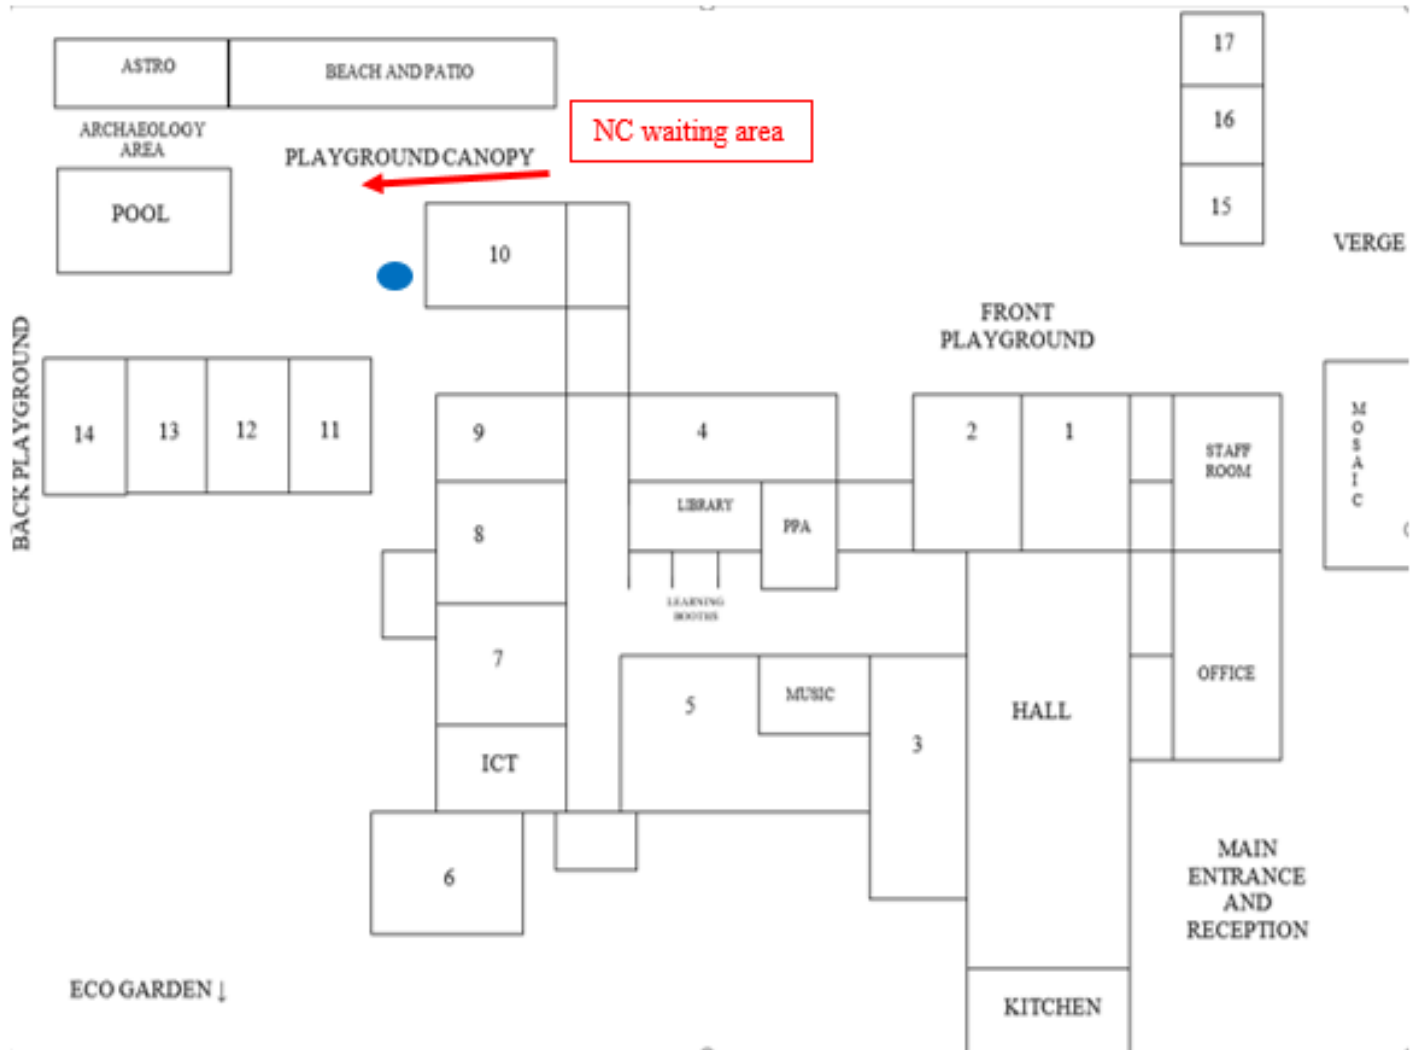 ASTRO
BEACH AND PATIO
NC waiting area
17
16
15
ARCHAEOLOGY
AREA
PLAYGROUND CANOPY
POOL
10
VERGE
FRONT
PLAYGROUND
BACK PLAYGROUND
14
13
12
11
9
4
2
1
STAFF
ROOM
MOSAIC
8
LIBRARY
PPA
LEARNING
BOOTHS
7
5
MUSIC
3
HALL
OFFICE
ICT
6
MAIN
ENTRANCE
AND
RECEPTION
ECO GARDEN ↓
KITCHEN